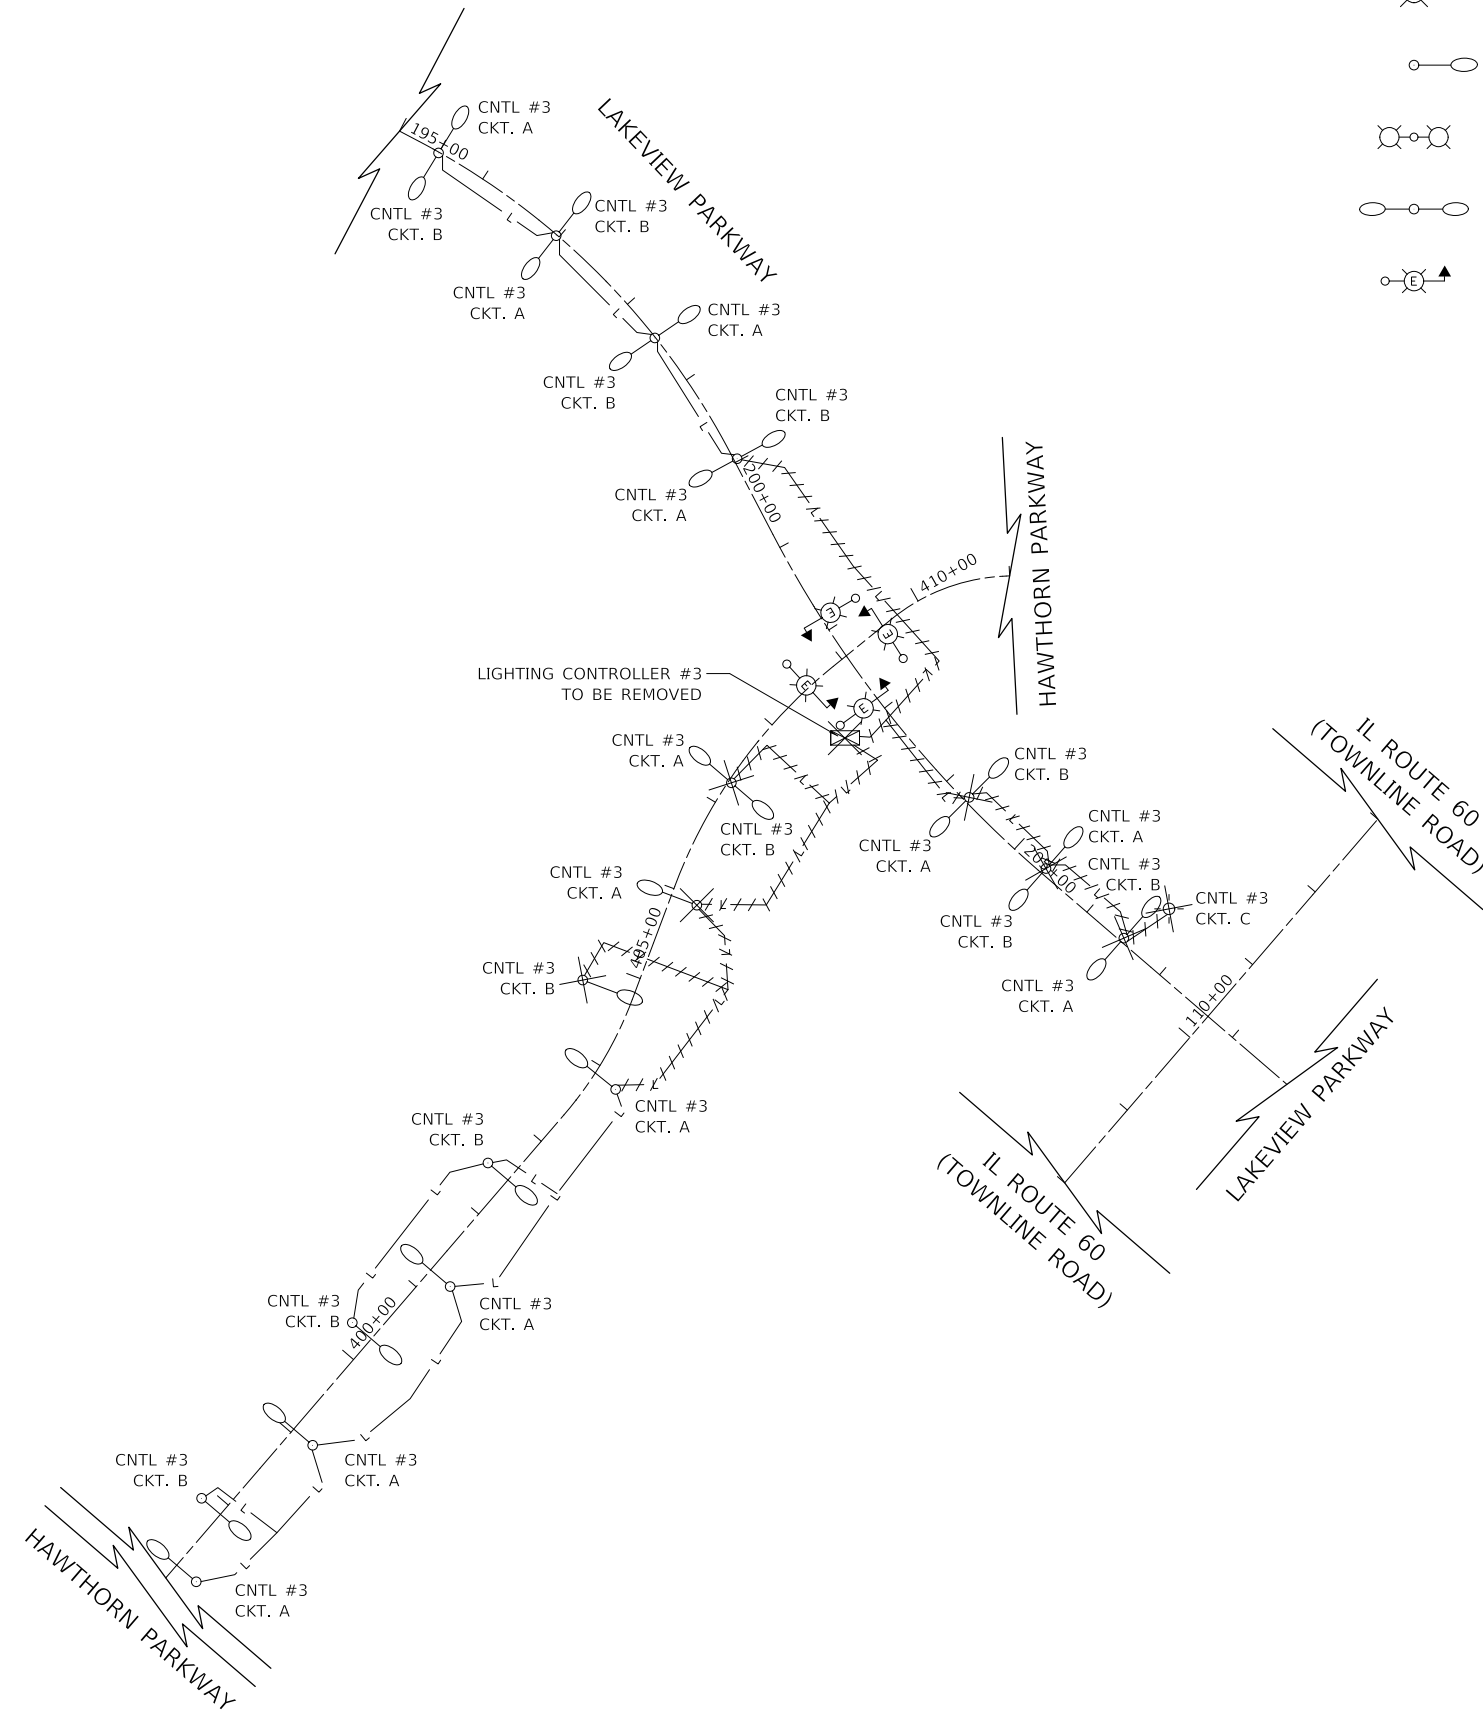 CNTL #3
CKT. A
195+00
LAKEVIEW PARKWAY
CNTL #3
CKT. B
CNTL #3
CKT. B
CNTL #3
CKT. A
CNTL #3
CKT. A
CNTL #3
CKT. B
CNTL #3
CKT. B
CNTL #3
CKT. A
200+00
HAWTHORN PARKWAY
410+00
E
E
E
E
E
LIGHTING CONTROLLER #3
TO BE REMOVED
CNTL #3
CKT. A
CNTL #3
CKT. B
CNTL #3
CKT. B
CNTL #3
CKT. A
IL ROUTE 60
(TOWNLINE ROAD)
CNTL #3
CKT. A
205+00
CNTL #3
CKT. B
CNTL #3
CKT. C
CNTL #3
CKT. B
CNTL #3
CKT. A
CNTL #3
CKT. A
405+00
CNTL #3
CKT. B
110+00
LAKEVIEW PARKWAY
IL ROUTE 60
(TOWNLINE ROAD)
CNTL #3
CKT. A
CNTL #3
CKT. B
CNTL #3
CKT. B
400+00
CNTL #3
CKT. A
CNTL #3
CKT. B
CNTL #3
CKT. A
HAWTHORN PARKWAY
CNTL #3
CKT. A